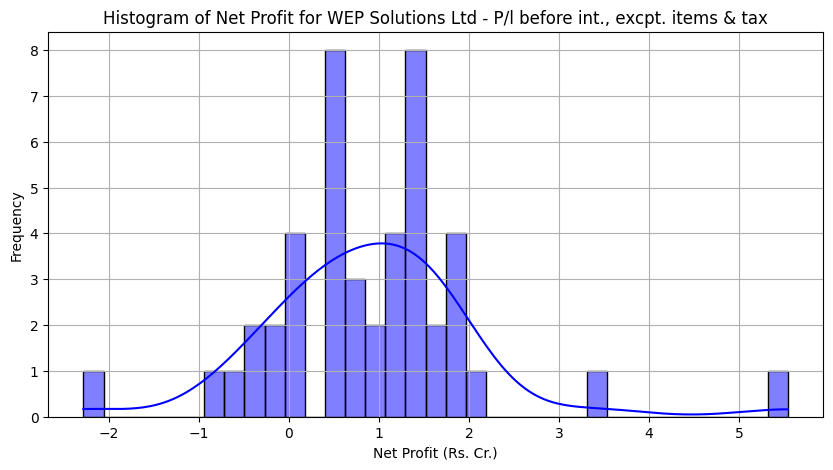 Histogram of Net Profit for WEP Solutions Ltd - P/l before int., excpt. items & tax
8
7
6
5
4
3
2
1
0
Frequency
−2 −1 0 1 2 3 4 5
Net Profit (Rs. Cr.)